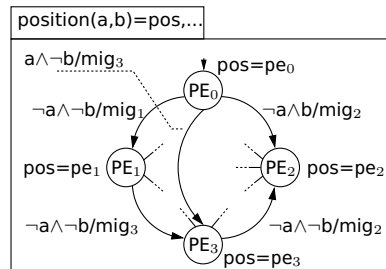 position(a,b)=pos,...
a∧¬b/mig₃
pos=pe₀
PE₀
¬a∧¬b/mig₁
¬a∧b/mig₂
pos=pe₁
PE₁
PE₂
pos=pe₂
¬a∧¬b/mig₃
¬a∧¬b/mig₂
PE₃
pos=pe₃